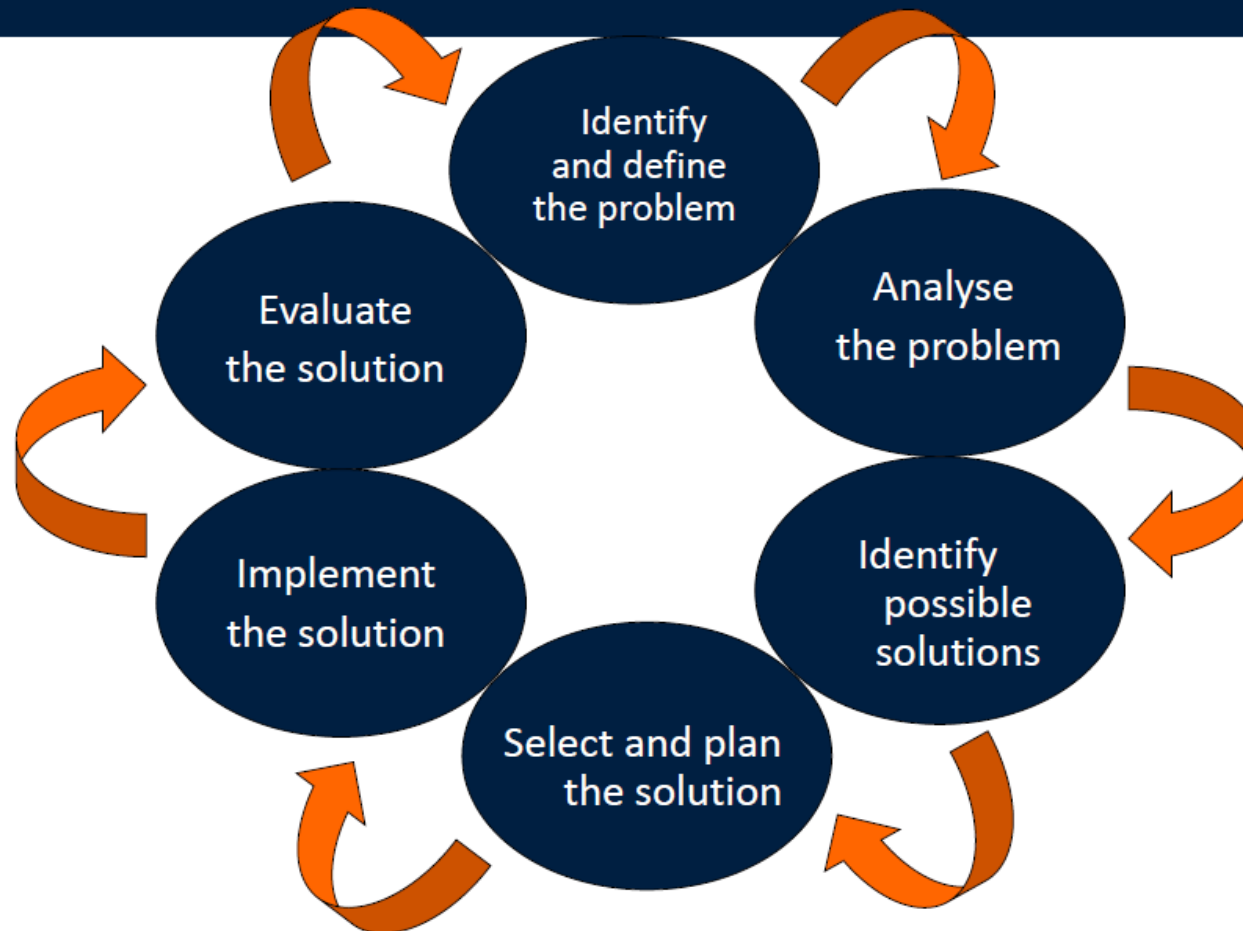 Identify
and define
the problem
Analyse
the problem
Identify
possible
solutions
Select and plan
the solution
Implement
the solution
Evaluate
the solution